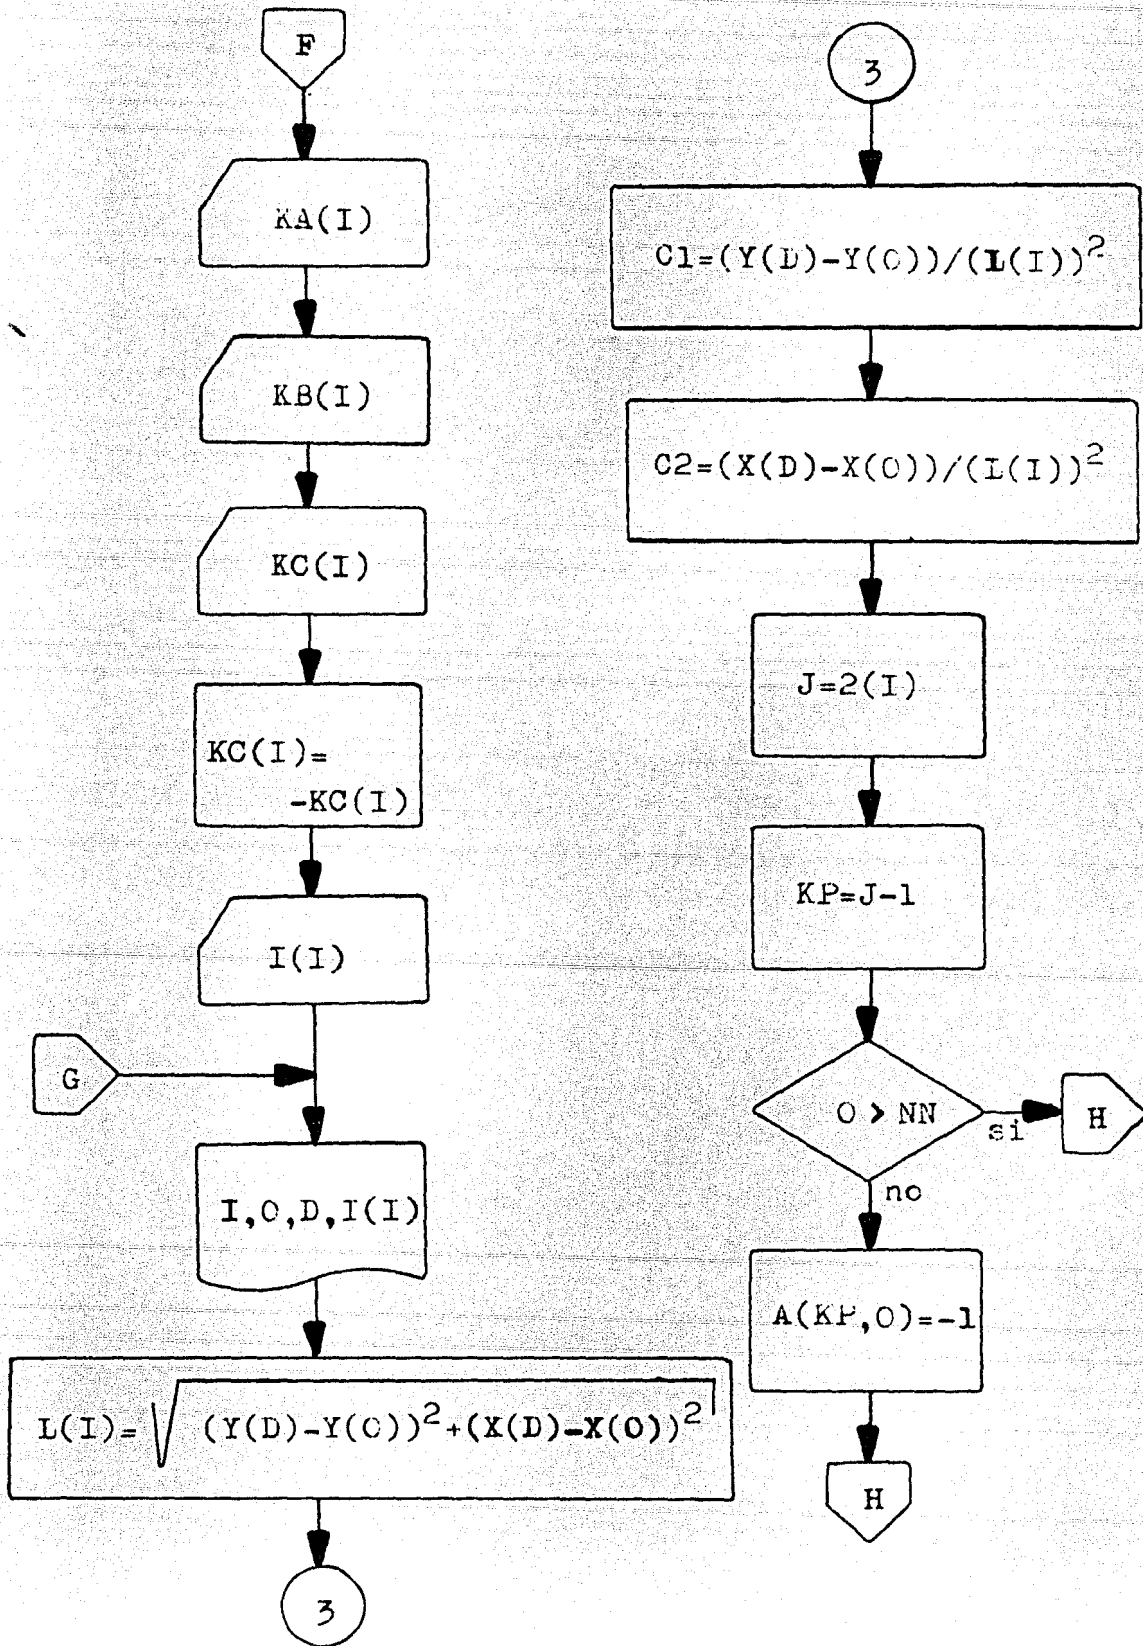 F
KA(I)
KB(I)
KC(I)
KC(I)=
-KC(I)
I(I)
G
I,O,D,I(I)
L(I)=√(Y(D)-Y(O))²+(X(D)-X(O))²
3
3
C1=(Y(D)-Y(O))/(L(I))²
C2=(X(D)-X(O))/(L(I))²
J=2(I)
KP=J-1
O > NN
si
H
no
A(KP,O)=-1
H